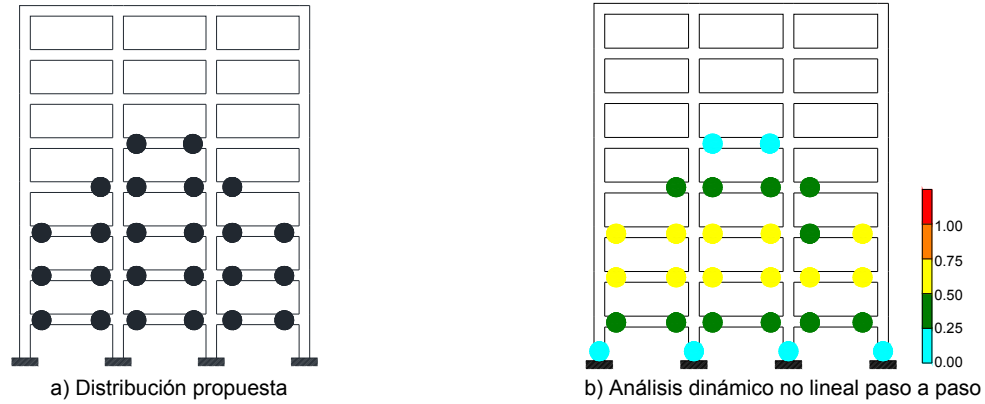 1.00
0.75
0.50
0.25
0.00
a) Distribución propuesta
b) Análisis dinámico no lineal paso a paso